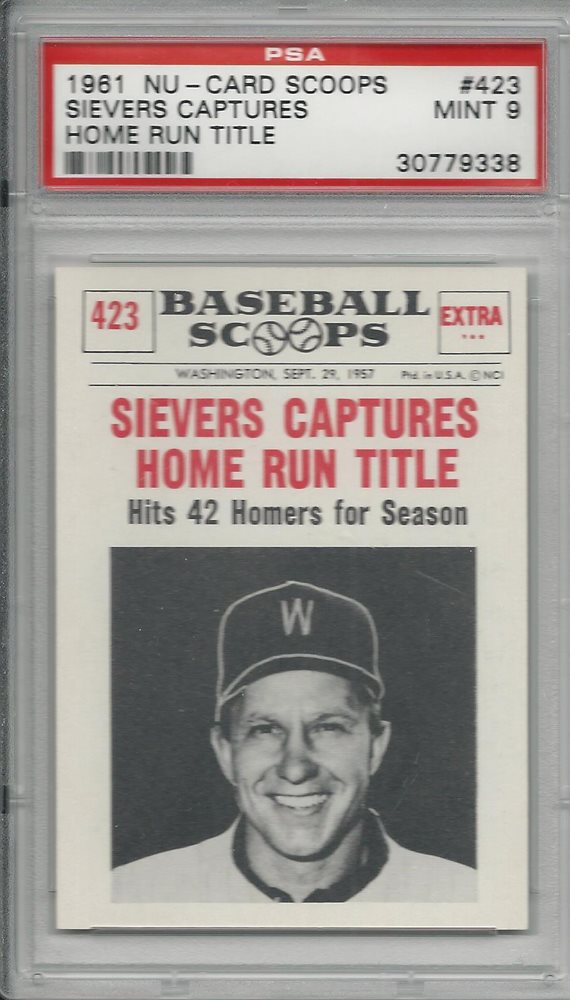 PSA
1961 NU-CARD SCOOPS #423
SIEVERS CAPTURES MINT 9
HOME RUN TITLE
30779338
423 BASEBALL SCOOPS EXTRA
WASHINGTON, SEPT. 29, 1957 Ptd. in U.S.A. © NCI
SIEVERS CAPTURES
HOME RUN TITLE
Hits 42 Homers for Season
W